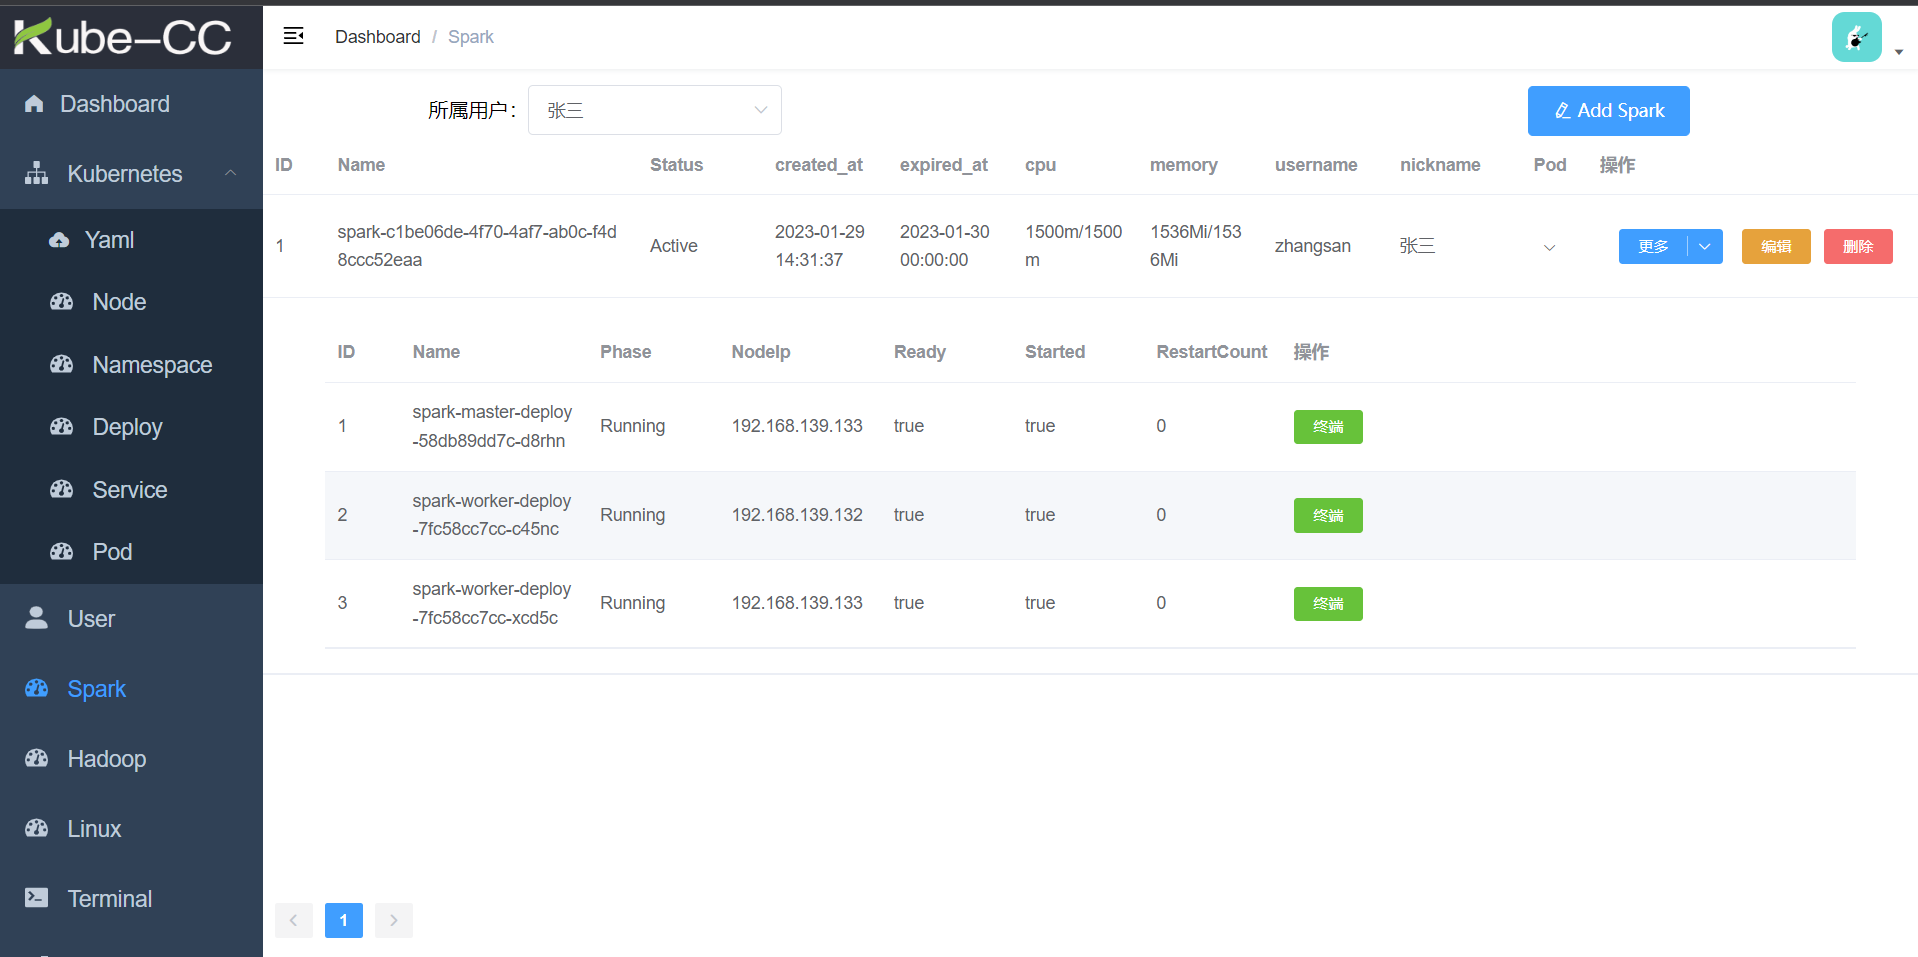 Kube-CC
Dashboard / Spark
Dashboard
Kubernetes
Yaml
Node
Namespace
Deploy
Service
Pod
User
Spark
Hadoop
Linux
Terminal
所属用户： 张三
Add Spark
ID Name Status created_at expired_at cpu memory username nickname Pod 操作
1 spark-c1be06de-4f70-4af7-ab0c-f4d Active 2023-01-29 2023-01-30 1500m/1500 1536Mi/153 zhangsan 张三 更多 编辑 删除
8ccc52eaa 14:31:37 00:00:00 m 6Mi
ID Name Phase NodeIp Ready Started RestartCount 操作
1 spark-master-deploy Running 192.168.139.133 true true 0 终端
-58db89dd7c-d8rhn
2 spark-worker-deploy Running 192.168.139.132 true true 0 终端
-7fc58cc7cc-c45nc
3 spark-worker-deploy Running 192.168.139.133 true true 0 终端
-7fc58cc7cc-xcd5c
1